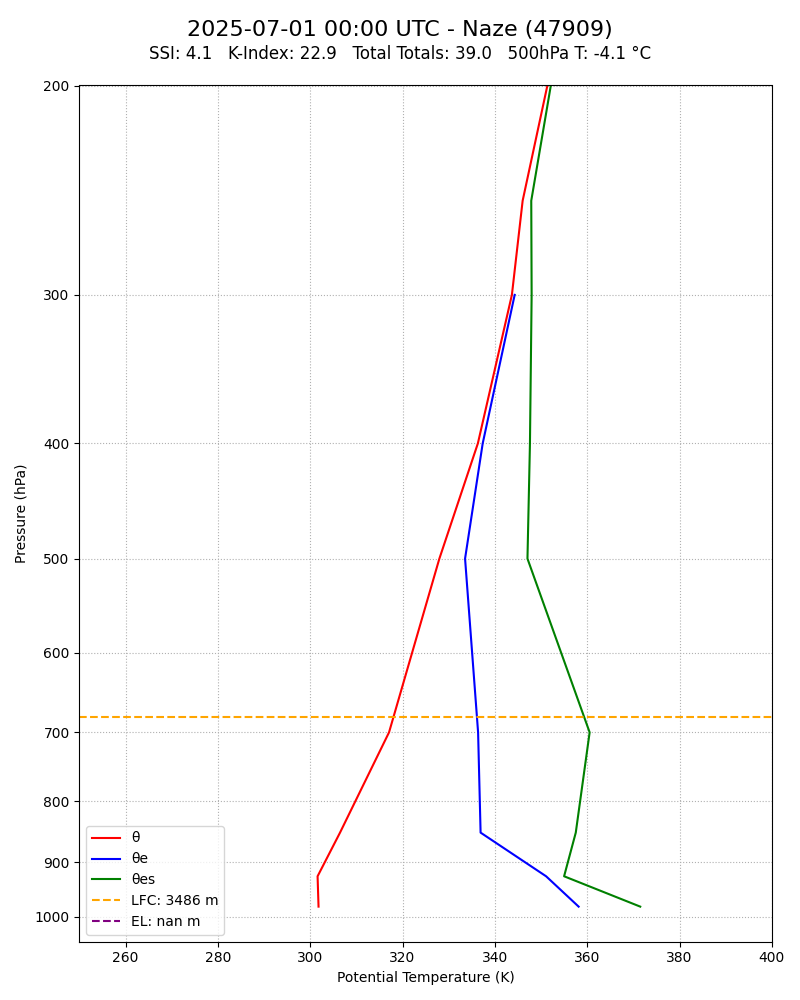 2025-07-01 00:00 UTC - Naze (47909)
SSI: 4.1   K-Index: 22.9   Total Totals: 39.0   500hPa T: -4.1 °C
200
300
400
500
600
700
800
900
1000
Pressure (hPa)
θ
θe
θes
LFC: 3486 m
EL: nan m
260 280 300 320 340 360 380 400
Potential Temperature (K)